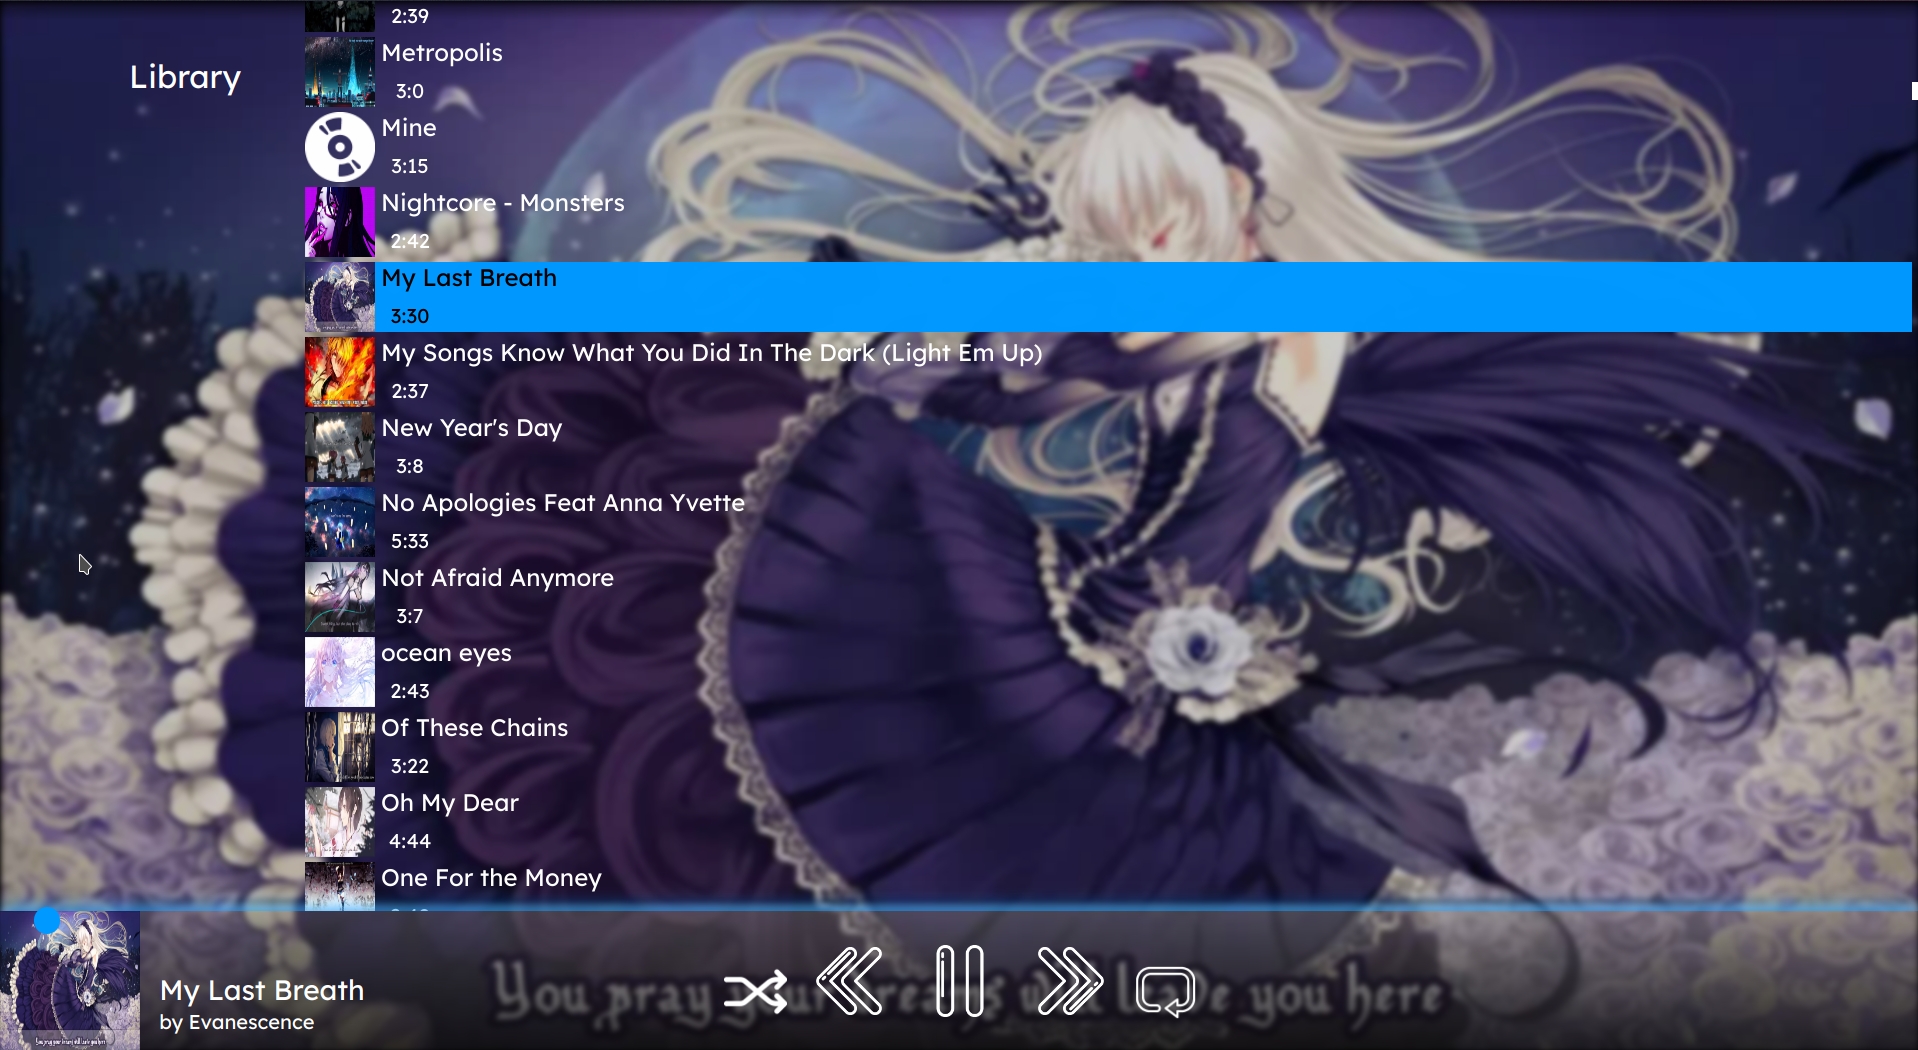 2:39
Library
Metropolis
3:0
Mine
3:15
Nightcore - Monsters
2:42
My Last Breath
3:30
My Songs Know What You Did In The Dark (Light Em Up)
2:37
New Year's Day
3:8
No Apologies Feat Anna Yvette
5:33
Not Afraid Anymore
3:7
ocean eyes
2:43
Of These Chains
3:22
Oh My Dear
4:44
One For the Money
My Last Breath
by Evanescence
You pray your will leave you here